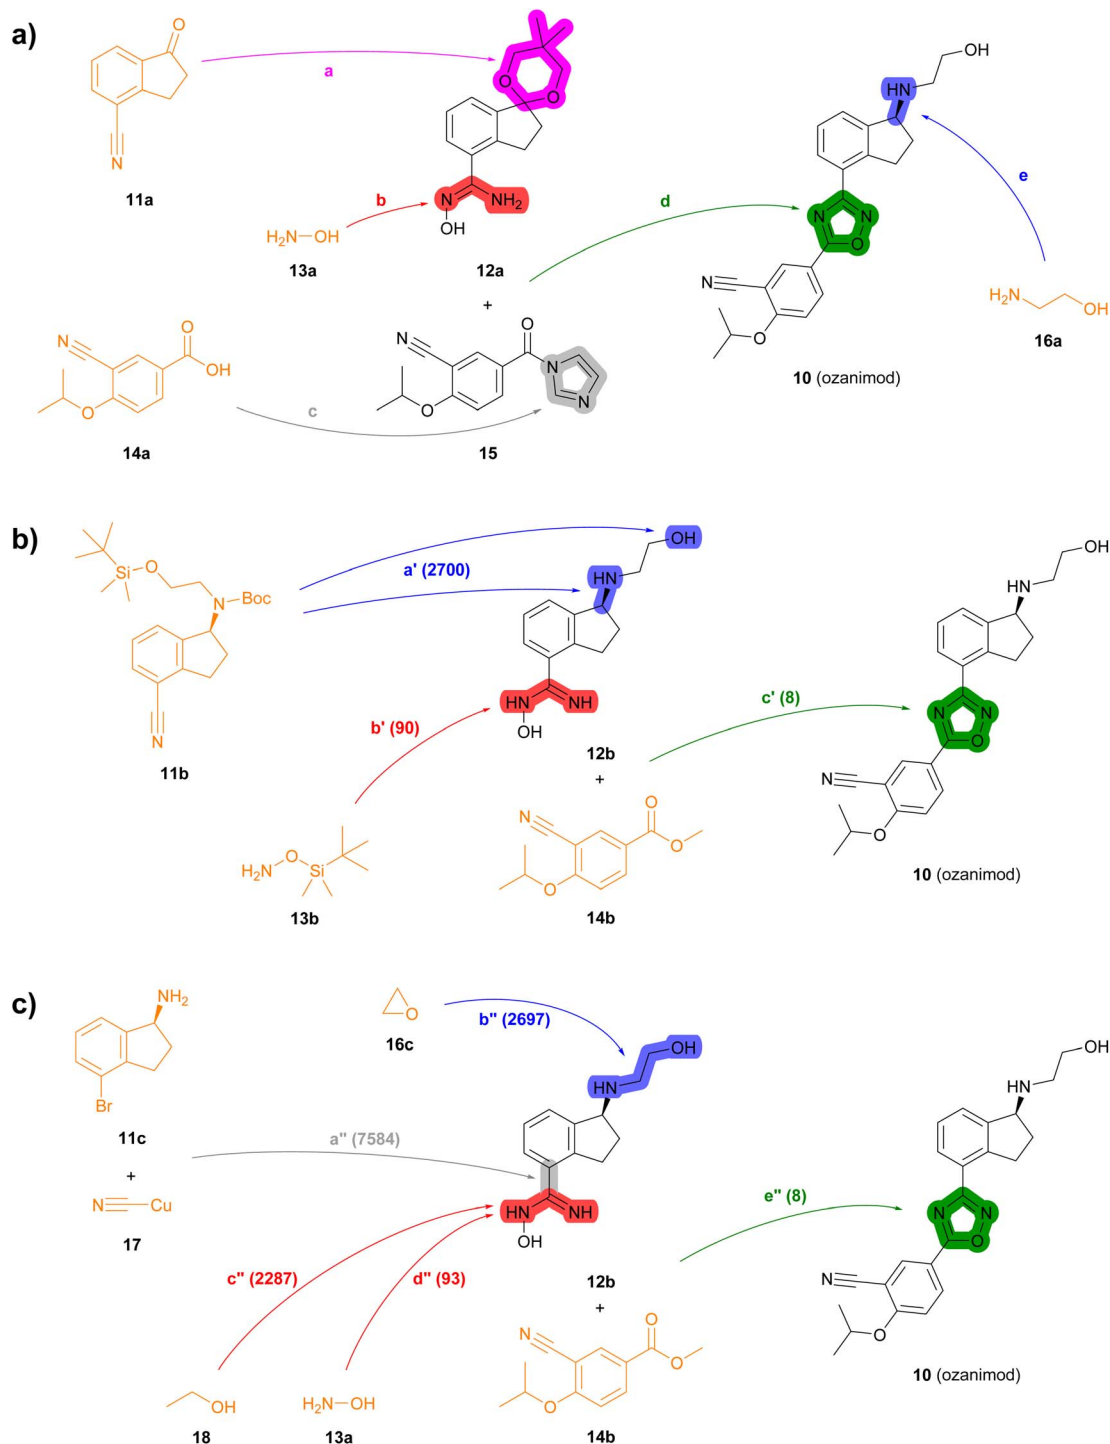 a)
O
N
11a
a
O
O
N
NH2
OH
b
H2N—OH
13a
12a
+
d
HN
OH
e
N
N
O
N
O
H2N
OH
16a
10 (ozanimod)
N
O
OH
O
14a
c
N
O
N
N
O
15
b)
Si
O
N
Boc
N
11b
a' (2700)
OH
HN
HN
NH
OH
b' (90)
12b
+
H2N
O
Si
13b
N
O
O
O
14b
c' (8)
OH
HN
N
N
O
N
O
10 (ozanimod)
c)
NH2
Br
11c
+
N
Cu
17
O
16c
b'' (2697)
OH
HN
a'' (7584)
HN
NH
OH
c'' (2287)
d'' (93)
12b
+
OH
18
H2N—OH
13a
N
O
O
O
14b
e'' (8)
OH
HN
N
N
O
N
O
10 (ozanimod)